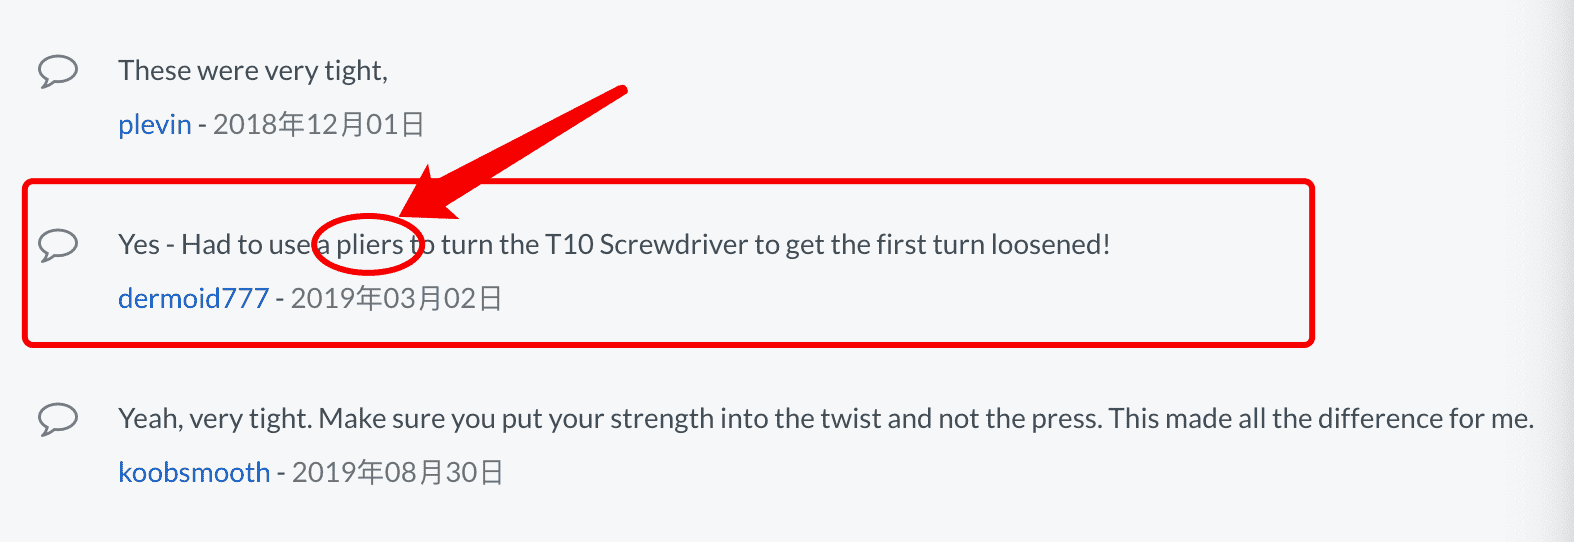 These were very tight,
plevin - 2018年12月01日
Yes - Had to use a pliers to turn the T10 Screwdriver to get the first turn loosened!
dermoid777 - 2019年03月02日
Yeah, very tight. Make sure you put your strength into the twist and not the press. This made all the difference for me.
koobsmooth - 2019年08月30日